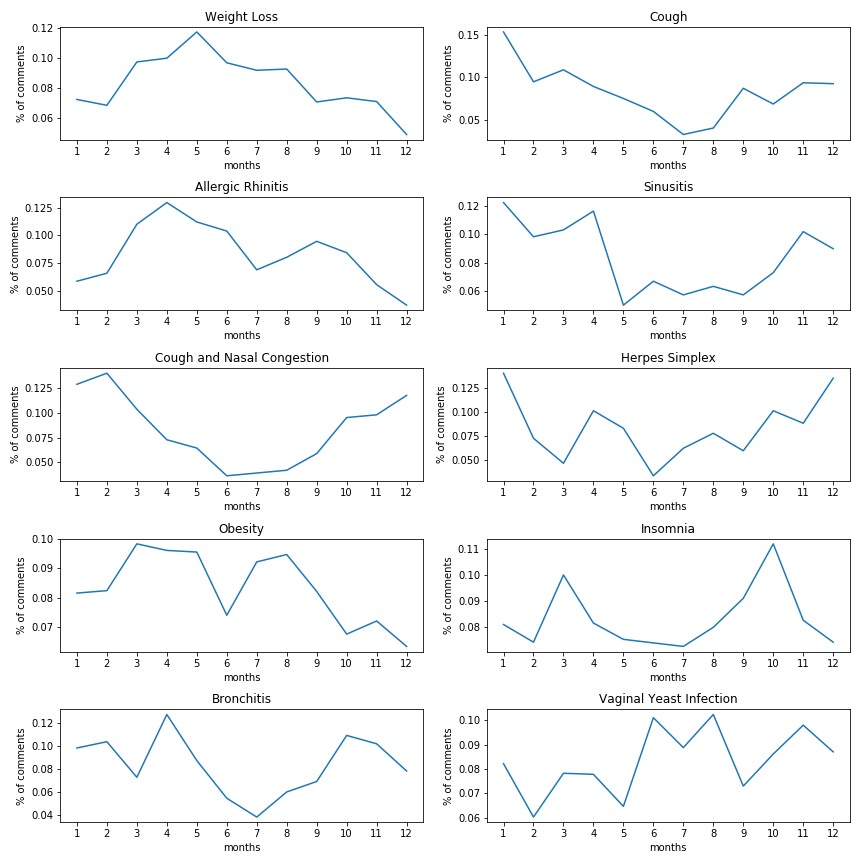 Weight Loss
% of comments
0.12
0.10
0.08
0.06
1 2 3 4 5 6 7 8 9 10 11 12
months
Cough
% of comments
0.15
0.10
0.05
1 2 3 4 5 6 7 8 9 10 11 12
months
Allergic Rhinitis
% of comments
0.125
0.100
0.075
0.050
1 2 3 4 5 6 7 8 9 10 11 12
months
Sinusitis
% of comments
0.12
0.10
0.08
0.06
1 2 3 4 5 6 7 8 9 10 11 12
months
Cough and Nasal Congestion
% of comments
0.125
0.100
0.075
0.050
1 2 3 4 5 6 7 8 9 10 11 12
months
Herpes Simplex
% of comments
0.125
0.100
0.075
0.050
1 2 3 4 5 6 7 8 9 10 11 12
months
Obesity
% of comments
0.10
0.09
0.08
0.07
1 2 3 4 5 6 7 8 9 10 11 12
months
Insomnia
% of comments
0.11
0.10
0.09
0.08
1 2 3 4 5 6 7 8 9 10 11 12
months
Bronchitis
% of comments
0.12
0.10
0.08
0.06
0.04
1 2 3 4 5 6 7 8 9 10 11 12
months
Vaginal Yeast Infection
% of comments
0.10
0.09
0.08
0.07
0.06
1 2 3 4 5 6 7 8 9 10 11 12
months